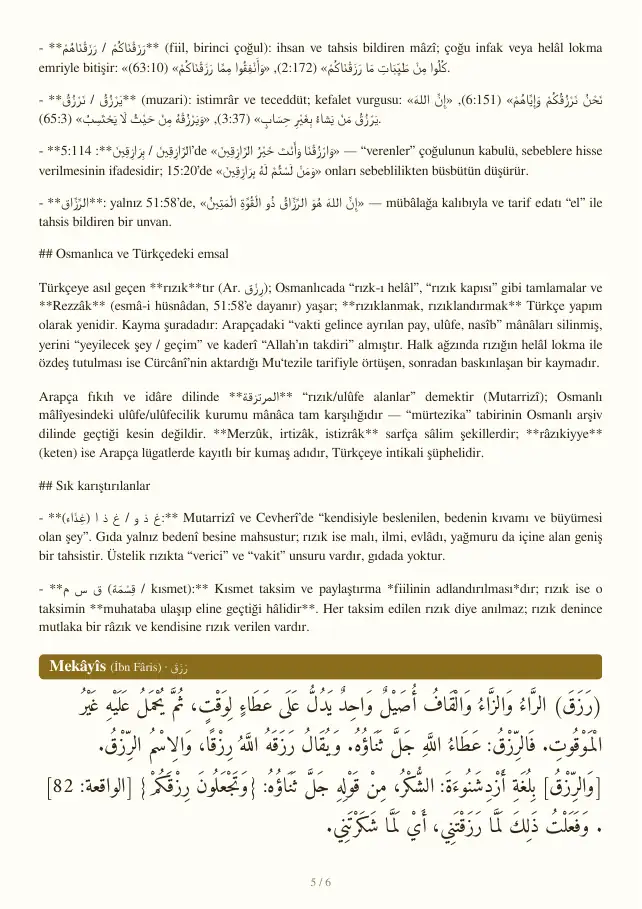 - **رَزَقْنَاكُمْ / رَزَقْنَاهُمْ** (fiil, birinci çoğul): ihsan ve tahsis bildiren mâzî; çoğu infak veya helâl lokma
emriyle bitişir: «وَأَنْفِقُوا مِمَّا رَزَقْنَاكُمْ» (63:10), «كُلُوا مِنْ طَيِّبَاتِ مَا رَزَقْنَاكُمْ» (2:172).
- **يَرْزُقُ / نَرْزُقُ** (muzari): istimrâr ve teceddüt; kefalet vurgusu: «نَحْنُ نَرْزُقُكُمْ وَإِيَّاهُمْ» (6:151), «إِنَّ اللهَ
يَرْزُقُ مَنْ يَشَاءُ بِغَيْرِ حِسَابٍ» (3:37), «وَيَرْزُقْهُ مِنْ حَيْثُ لَا يَحْتَسِبُ» (65:3).
- **الرَّازِقِينَ / بِرَازِقِينَ**: 5:114'de «وَارْزُقْنَا وَأَنْتَ خَيْرُ الرَّازِقِينَ» — “verenler” çoğulunun kabulü, sebeblere hisse
verilmesinin ifadesidir; 15:20'de «وَمَنْ لَسْتُمْ لَهُ بِرَازِقِينَ» onları sebeblilikten büsbütün düşürür.
- **الرَّزَّاق**: yalnız 51:58'de, «إِنَّ اللهَ هُوَ الرَّزَّاقُ ذُو الْقُوَّةِ الْمَتِينُ» — mübâlağa kalıbıyla ve tarif edatı “el” ile
tahsis bildiren bir unvan.
## Osmanlıca ve Türkçedeki emsal
Türkçeye asıl geçen **rızık**tır (Ar. رِزْق); Osmanlıcada “rızk-ı helâl”, “rızık kapısı” gibi tamlamalar ve
**Rezzâk** (esmâ-i hüsnâdan, 51:58'e dayanır) yaşar; **rızıklanmak, rızıklandırmak** Türkçe yapım
olarak yenidir. Kayma şuradadır: Arapçadaki “vakti gelince ayrılan pay, ulûfe, nasîb” mânâları silinmiş,
yerini “yeyilecek şey / geçim” ve kaderî “Allah'ın takdiri” almıştır. Halk ağzında rızığın helâl lokma ile
özdeş tutulması ise Cürcânî'nin aktardığı Mu‘tezile tarifiyle örtüşen, sonradan baskınlaşan bir kaymadır.
Arapça fıkıh ve idâre dilinde **المرتزقة** “rızık/ulûfe alanlar” demektir (Mutarrizî); Osmanlı
mâlîyesindeki ulûfe/ulûfecilik kurumu mânâca tam karşılığıdır — “mürtezika” tabirinin Osmanlı arşiv
dilinde geçtiği kesin değildir. **Merzûk, irtizâk, istizrâk** sarfça sâlim şekillerdir; **râzıkiyye**
(keten) ise Arapça lügatlerde kayıtlı bir kumaş adıdır, Türkçeye intikali şüphelidir.
## Sık karıştırılanlar
- **غ ذ و / غ ذ ا (غِذَاء):** Mutarrizî ve Cevherî'de “kendisiyle beslenilen, bedenin kıvamı ve büyümesi
olan şey”. Gıda yalnız bedenî besine mahsustur; rızık ise malı, ilmi, evlâdı, yağmuru da içine alan geniş
bir tahsistir. Üstelik rızıkta “verici” ve “vakit” unsuru vardır, gıdada yoktur.
- **ق س م (قِسْمَة / kısmet):** Kısmet taksim ve paylaştırma *fiilinin adlandırılması*dır; rızık ise o
taksimin **muhataba ulaşıp eline geçtiği hâlidir**. Her taksim edilen rızık diye anılmaz; rızık denince
mutlaka bir râzık ve kendisine rızık verilen vardır.
Mekâyîs (İbn Fâris) · رَزَقَ
(رَزَقَ) الرَّاءُ وَالزَّاءُ وَالْقَافُ أُصَيْلٌ وَاحِدٌ يَدُلُّ عَلَى عَطَاءٍ لِوَقْتٍ، ثُمَّ يُحْمَلُ عَلَيْهِ غَيْرُ
الْمَوْقُوتِ. فَالرِّزْقُ: عَطَاءُ اللَّهِ جَلَّ ثَنَاؤُهُ. وَيُقَالُ رَزَقَهُ اللَّهُ رِزْقًا، وَالِاسْمُ الرِّزْقُ.
[وَالرِّزْقُ] بِلُغَةِ أَزْدِشَنُوءَةَ: الشُّكْرُ، مِنْ قَوْلِهِ جَلَّ ثَنَاؤُهُ: {وَتَجْعَلُونَ رِزْقَكُمْ} [الواقعة: 82]
. وَفَعَلْتُ ذَلِكَ لَمَّا رَزَقْتَنِي، أَيْ لَمَّا شَكَرْتَنِي.
5 / 6